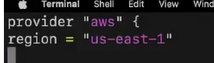 Terminal Shell Edit View Wind
provider "aws" {
region = "us-east-1"